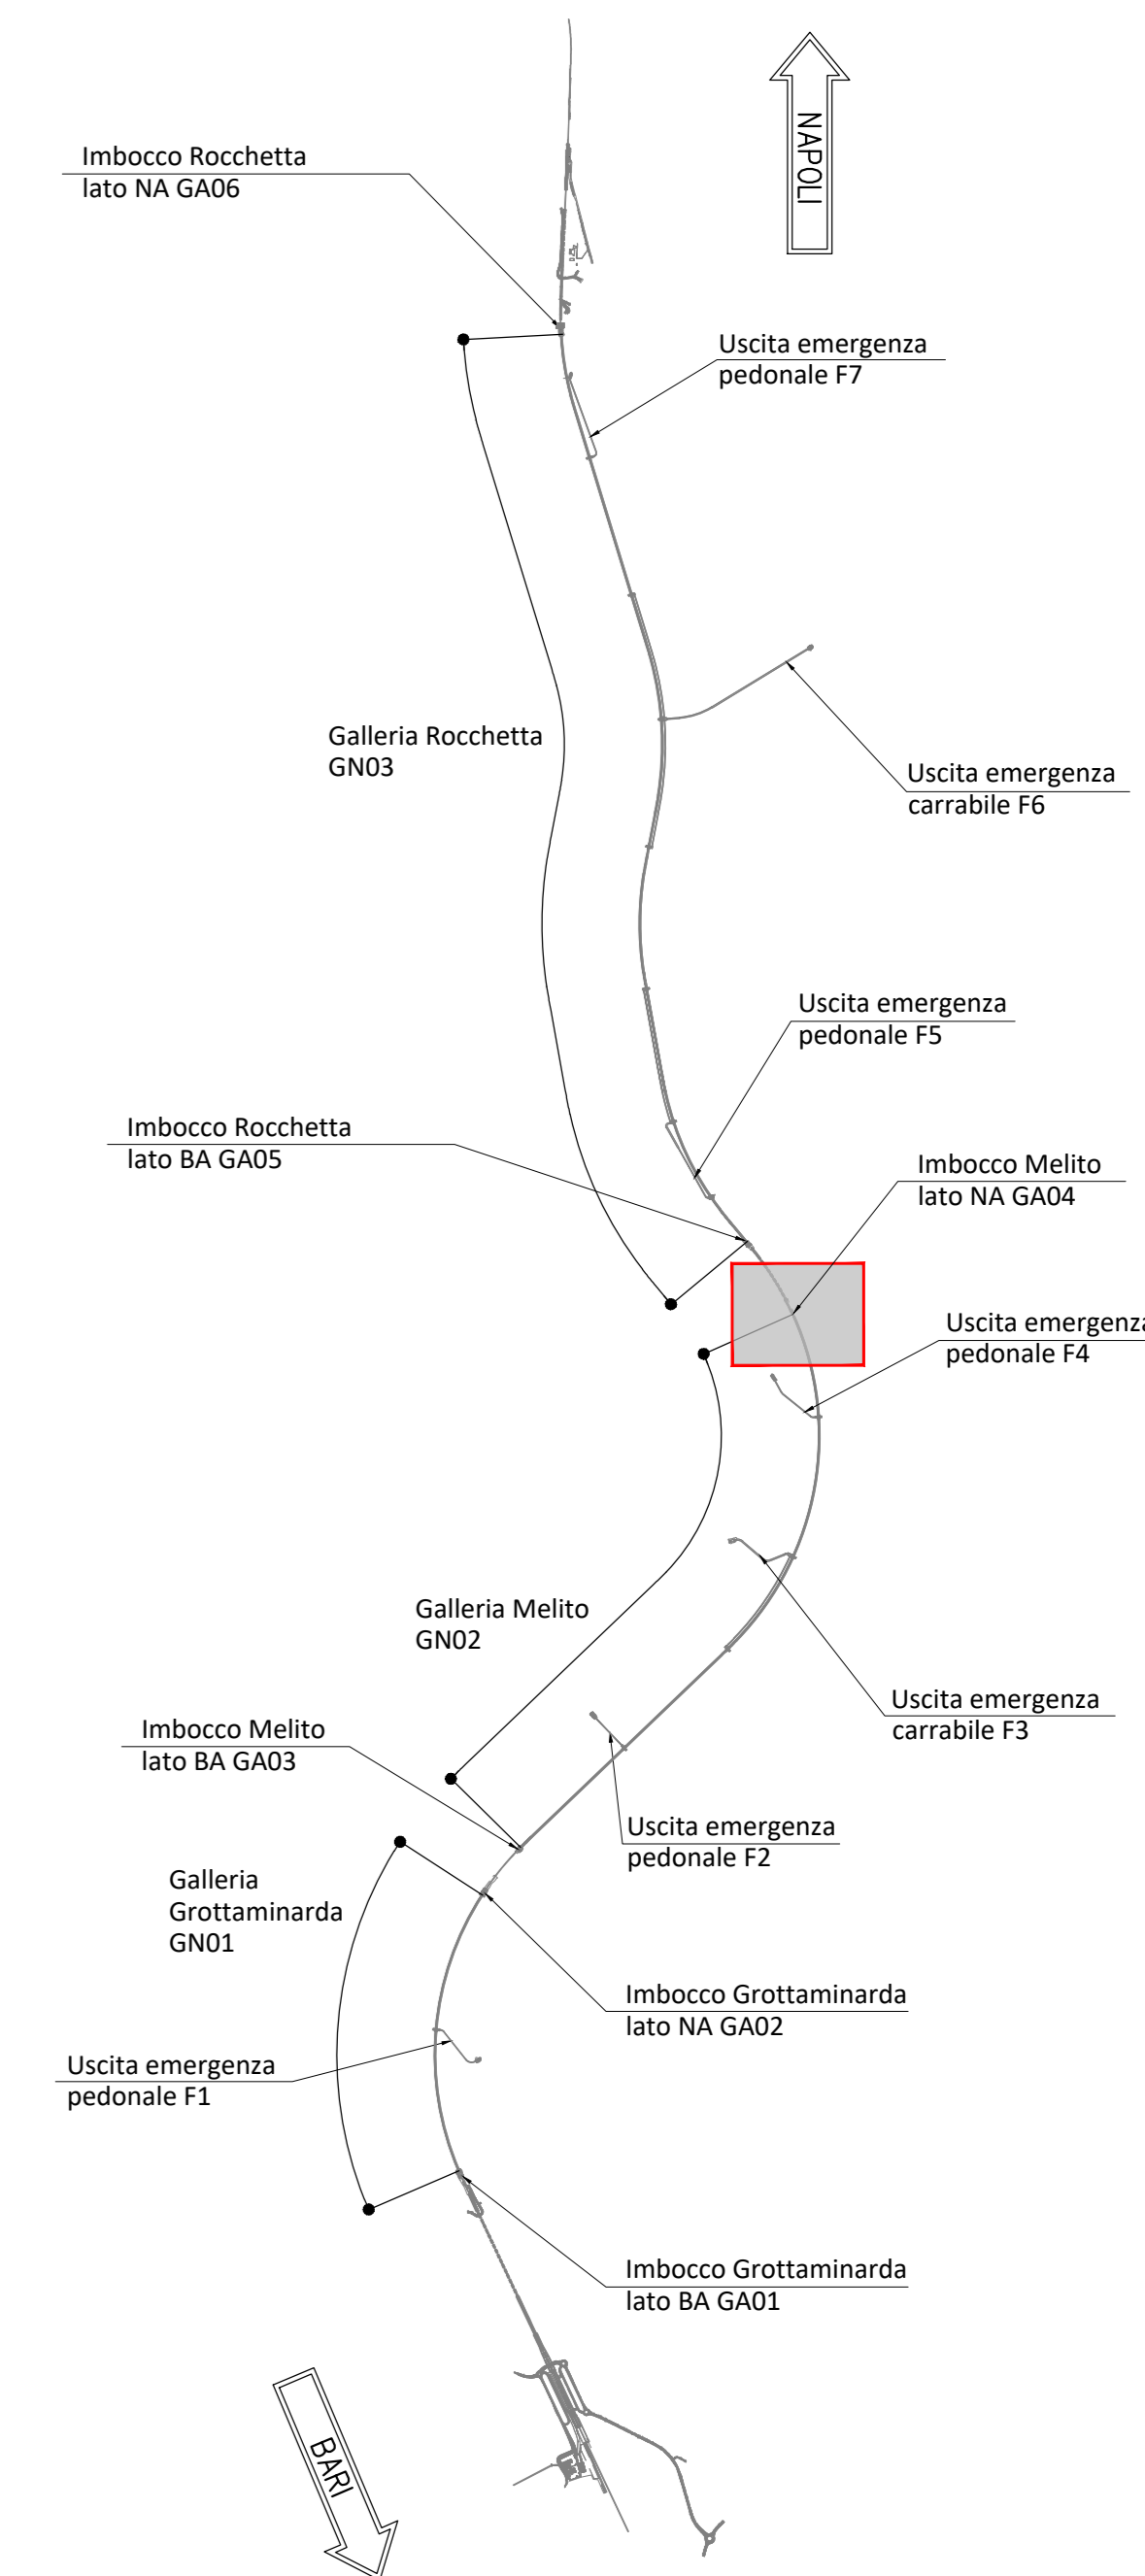 NAPOLI
Imbocco Rocchetta
lato NA GA06
Uscita emergenza
pedonale F7
Galleria Rocchetta
GN03
Uscita emergenza
carrabile F6
Uscita emergenza
pedonale F5
Imbocco Rocchetta
lato BA GA05
Imbocco Melito
lato NA GA04
Uscita emergenza
pedonale F4
Galleria Melito
GN02
Uscita emergenza
carrabile F3
Imbocco Melito
lato BA GA03
Uscita emergenza
pedonale F2
Galleria
Grottaminarda
GN01
Imbocco Grottaminarda
lato NA GA02
Uscita emergenza
pedonale F1
Imbocco Grottaminarda
lato BA GA01
BARI